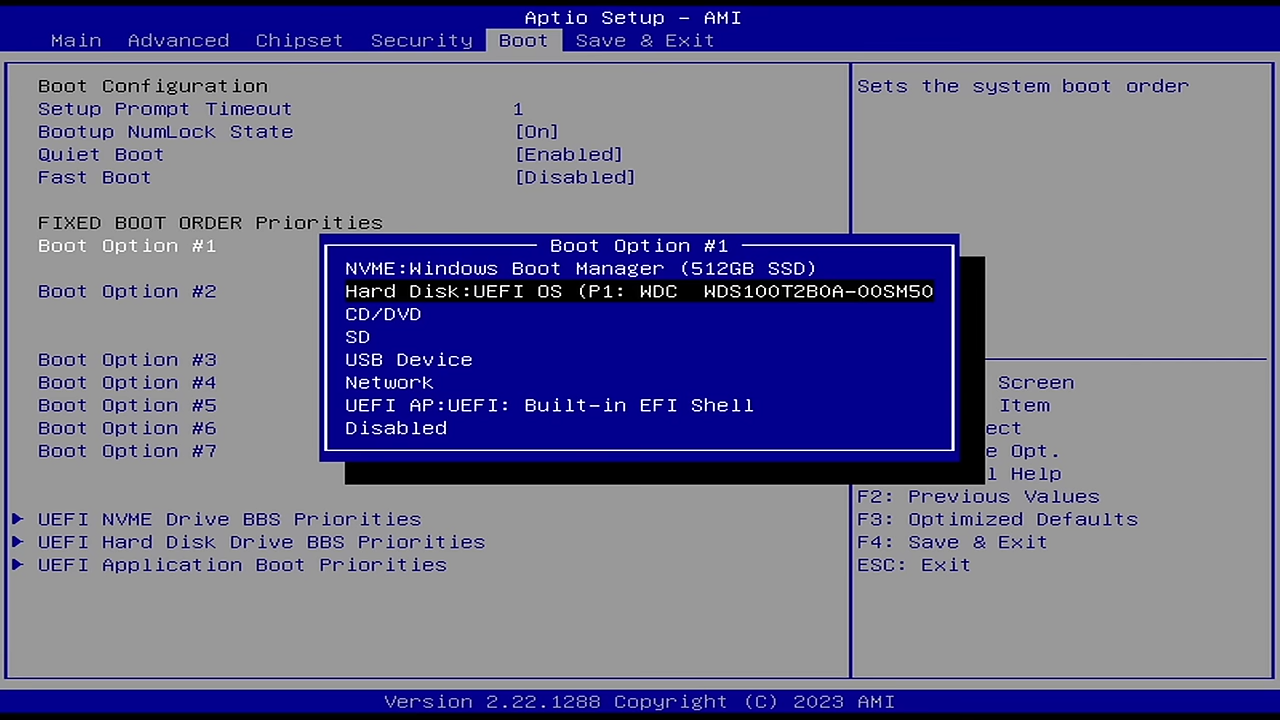 Aptio Setup – AMI
Main Advanced Chipset Security Boot Save & Exit
Boot Configuration
Setup Prompt Timeout 1
Bootup NumLock State [On]
Quiet Boot [Enabled]
Fast Boot [Disabled]
FIXED BOOT ORDER Priorities
Boot Option #1
Boot Option #2
Boot Option #3
Boot Option #4
Boot Option #5
Boot Option #6
Boot Option #7
UEFI NVME Drive BBS Priorities
UEFI Hard Disk Drive BBS Priorities
UEFI Application Boot Priorities
Boot Option #1
NVME:Windows Boot Manager (512GB SSD)
Hard Disk:UEFI OS (P1: WDC  WDS100T2B0A-00SM50
CD/DVD
SD
USB Device
Network
UEFI AP:UEFI: Built-in EFI Shell
Disabled
Sets the system boot order
Screen
Item
ect
e Opt.
l Help
F2: Previous Values
F3: Optimized Defaults
F4: Save & Exit
ESC: Exit
Version 2.22.1288 Copyright (C) 2023 AMI